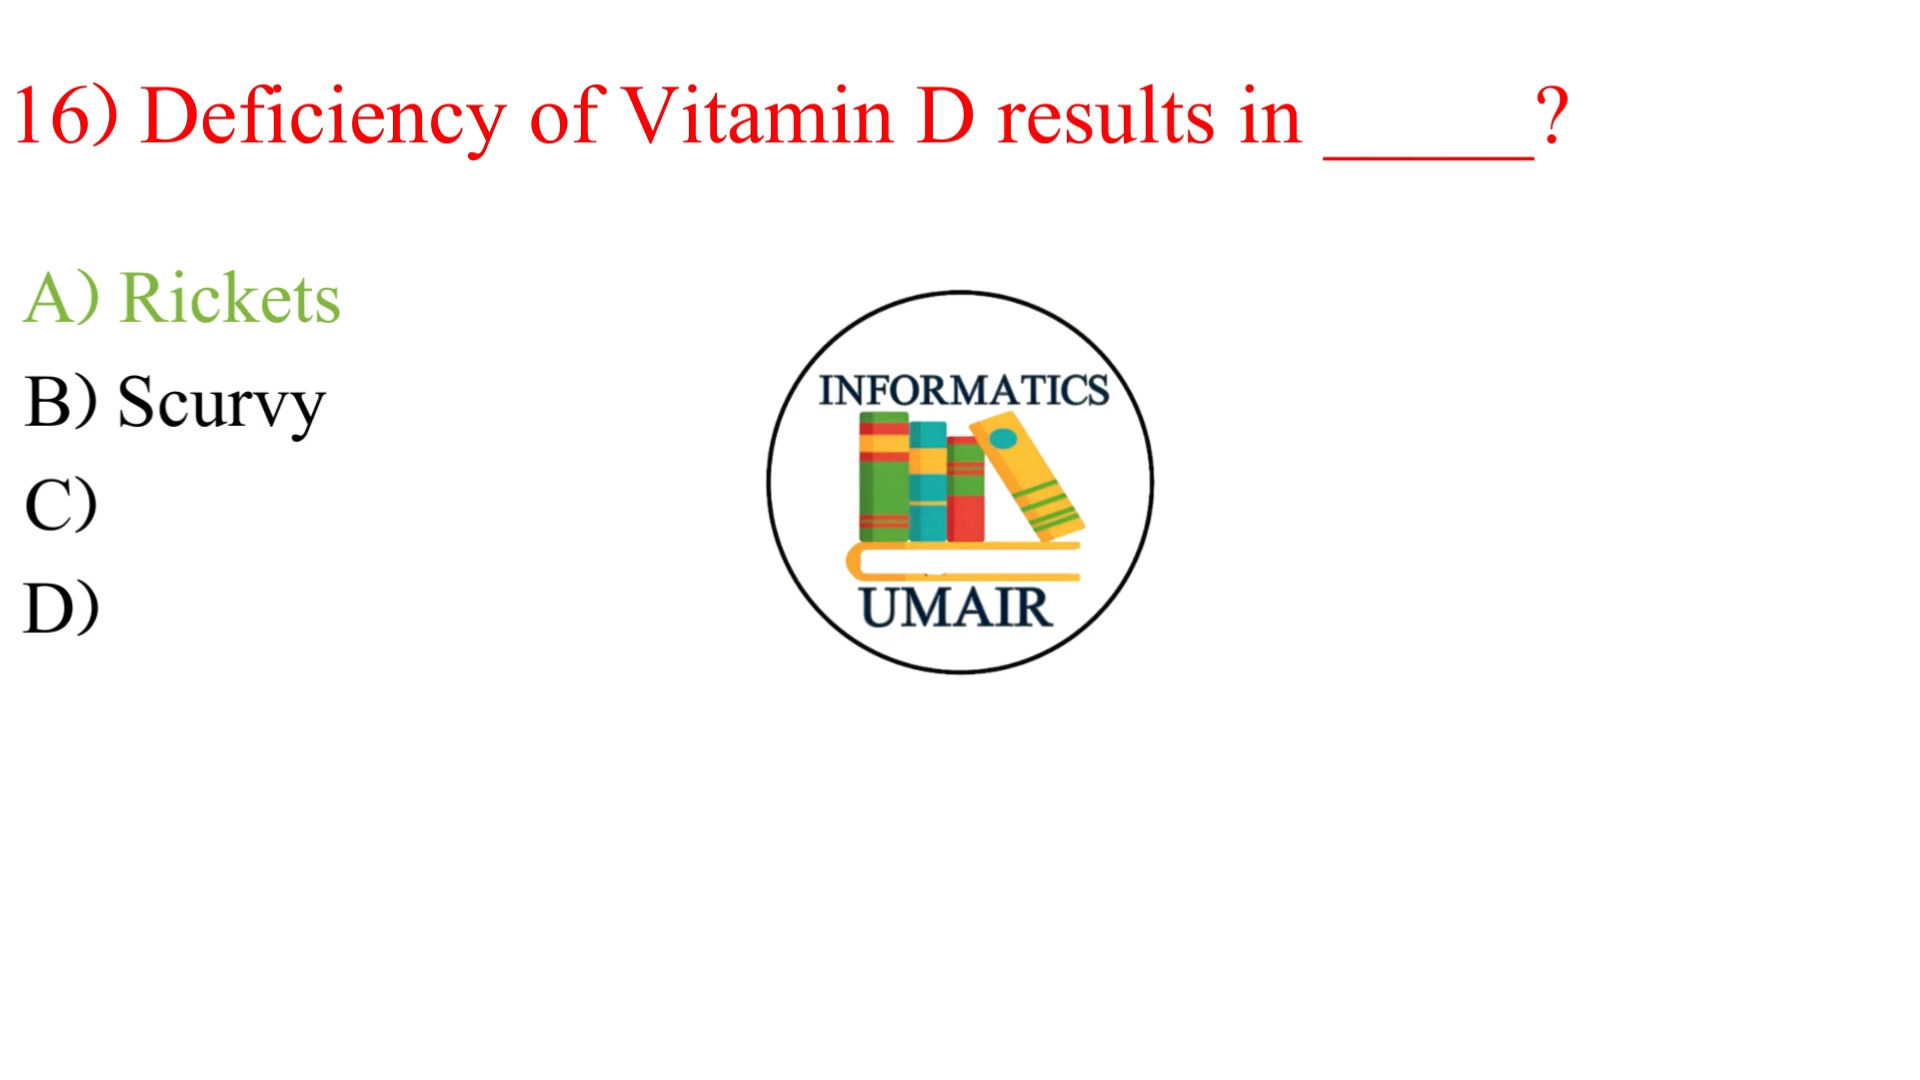 16) Deficiency of Vitamin D results in _____?
A) Rickets
B) Scurvy
C)
D)
INFORMATICS
UMAIR